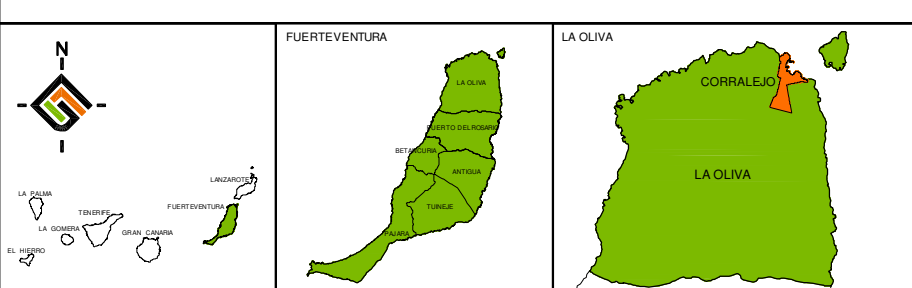 N
LANZAROTE
LA PALMA
FUERTEVENTURA
TENERIFE
LA GOMERA
GRAN CANARIA
EL HIERRO
FUERTEVENTURA
LA OLIVA
PUERTO DEL ROSARIO
BETANCURIA
ANTIGUA
TUINEJE
PAJARA
LA OLIVA
CORRALEJO
LA OLIVA